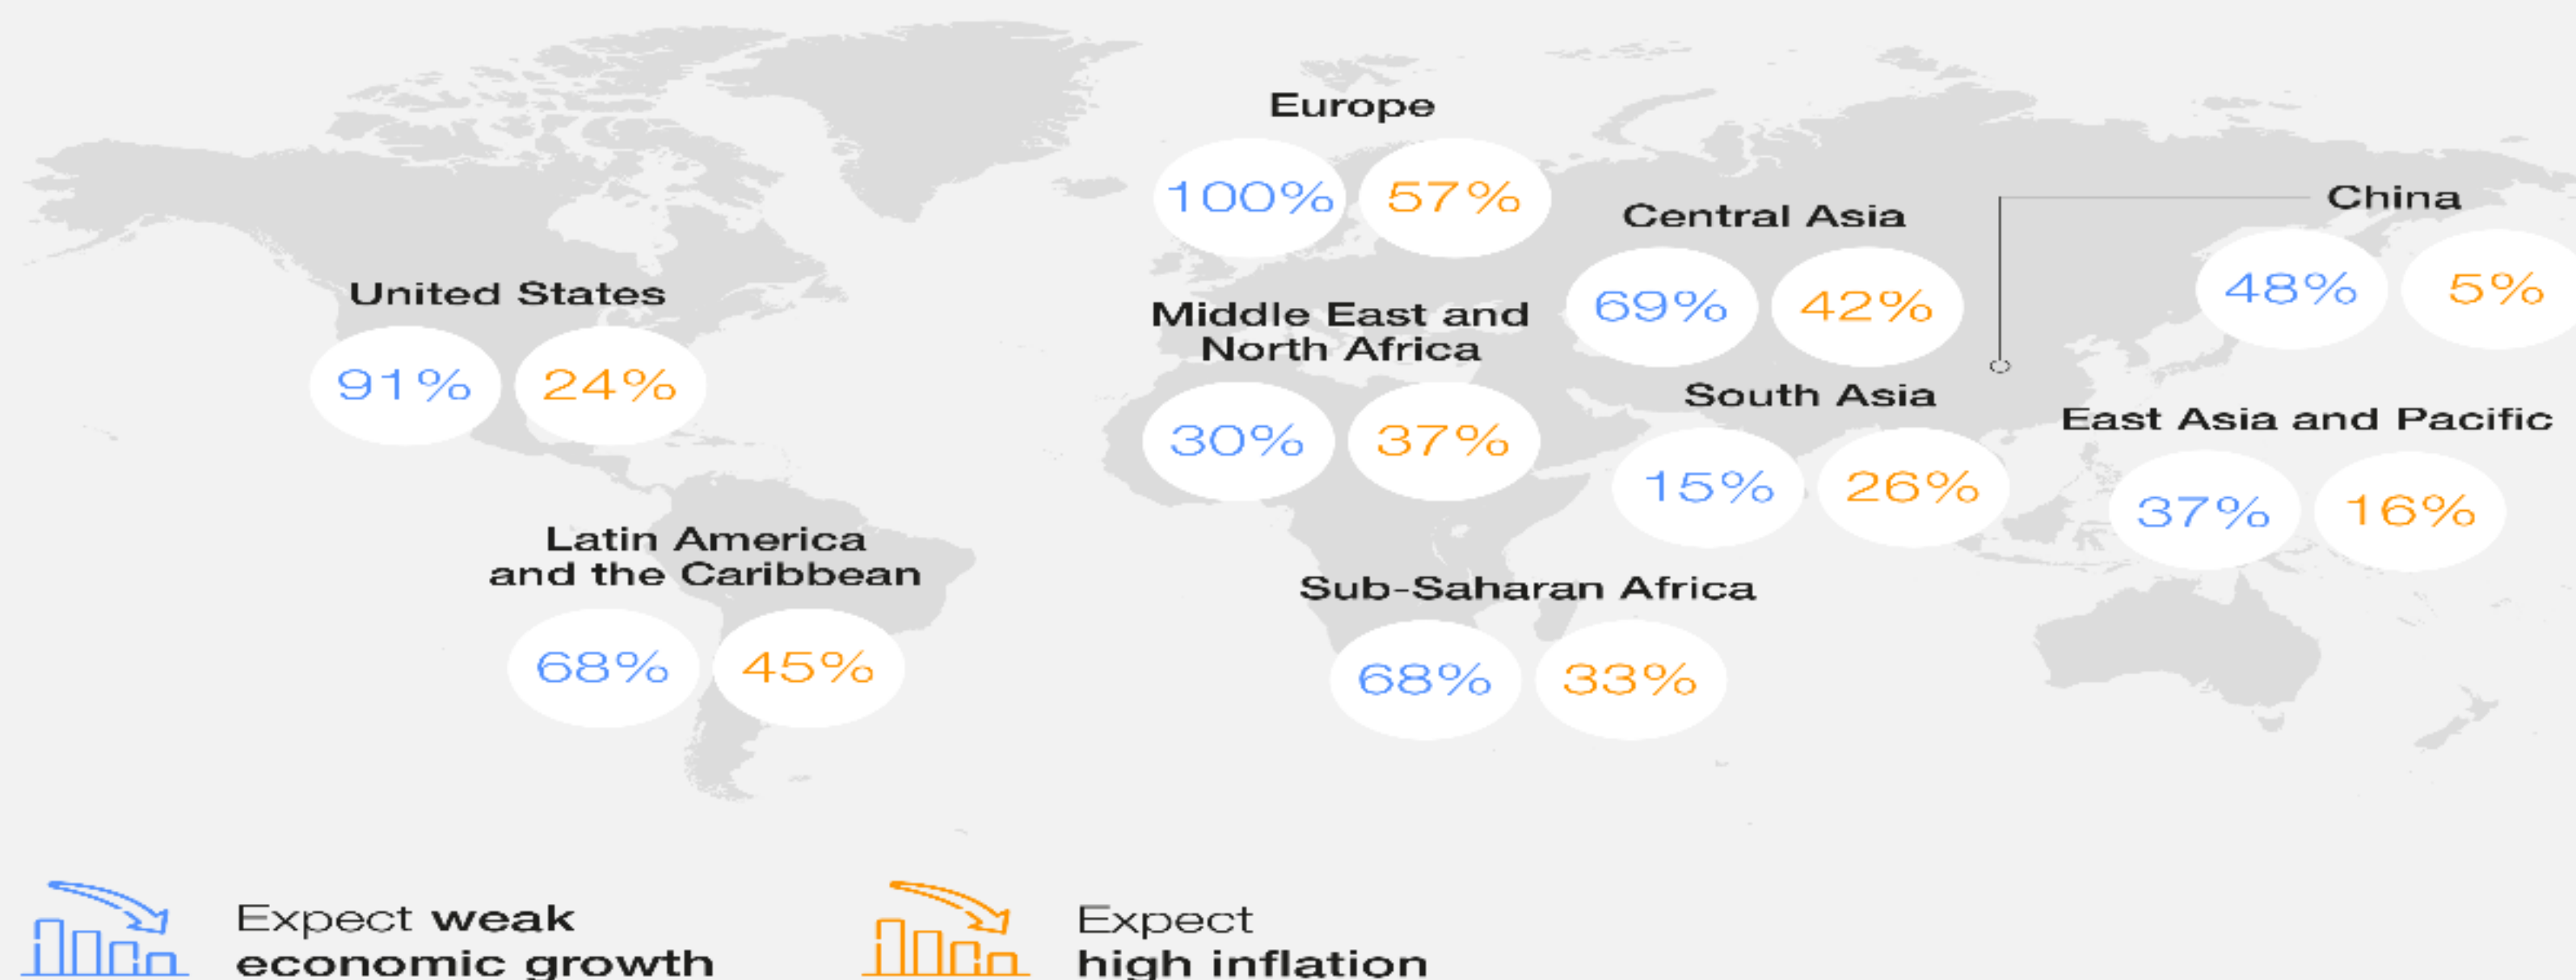 Europe
100% 57%
Central Asia
69% 42%
China
48% 5%
United States
91% 24%
Middle East and
North Africa
30% 37%
South Asia
15% 26%
East Asia and Pacific
37% 16%
Latin America
and the Caribbean
68% 45%
Sub-Saharan Africa
68% 33%
Expect weak
economic growth
Expect
high inflation